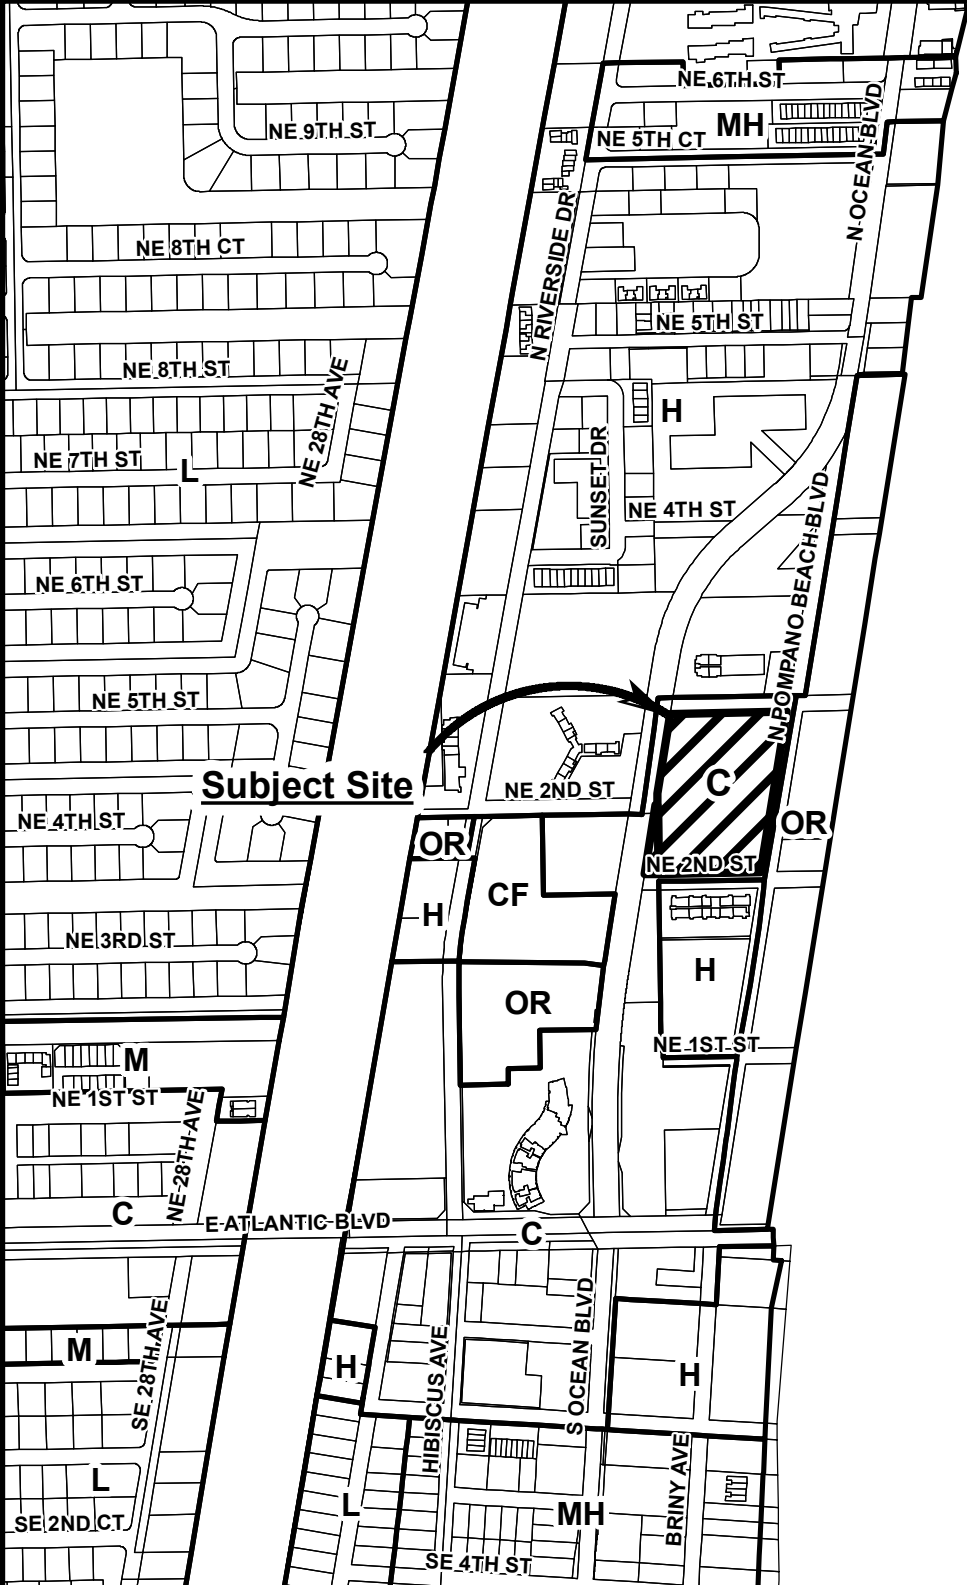 NE 6TH ST
MH
NE 9TH ST
NE 5TH CT
N OCEAN BLVD
N RIVERSIDE DR
NE 8TH CT
NE 5TH ST
NE 8TH ST
NE 28TH AVE
H
SUNSET DR
NE 7TH ST
L
NE 4TH ST
N POMPANO BEACH BLVD
NE 6TH ST
NE 5TH ST
Subject Site
NE 2ND ST
C
NE 4TH ST
OR
OR
NE 2ND ST
CF
H
NE 3RD ST
H
OR
NE 1ST ST
M
NE 1ST ST
NE 28TH AVE
C
E ATLANTIC BLVD
C
SE 28TH AVE
M
H
HIBISCUS AVE
S OCEAN BLVD
H
BRINY AVE
L
L
MH
SE 2ND CT
SE 4TH ST